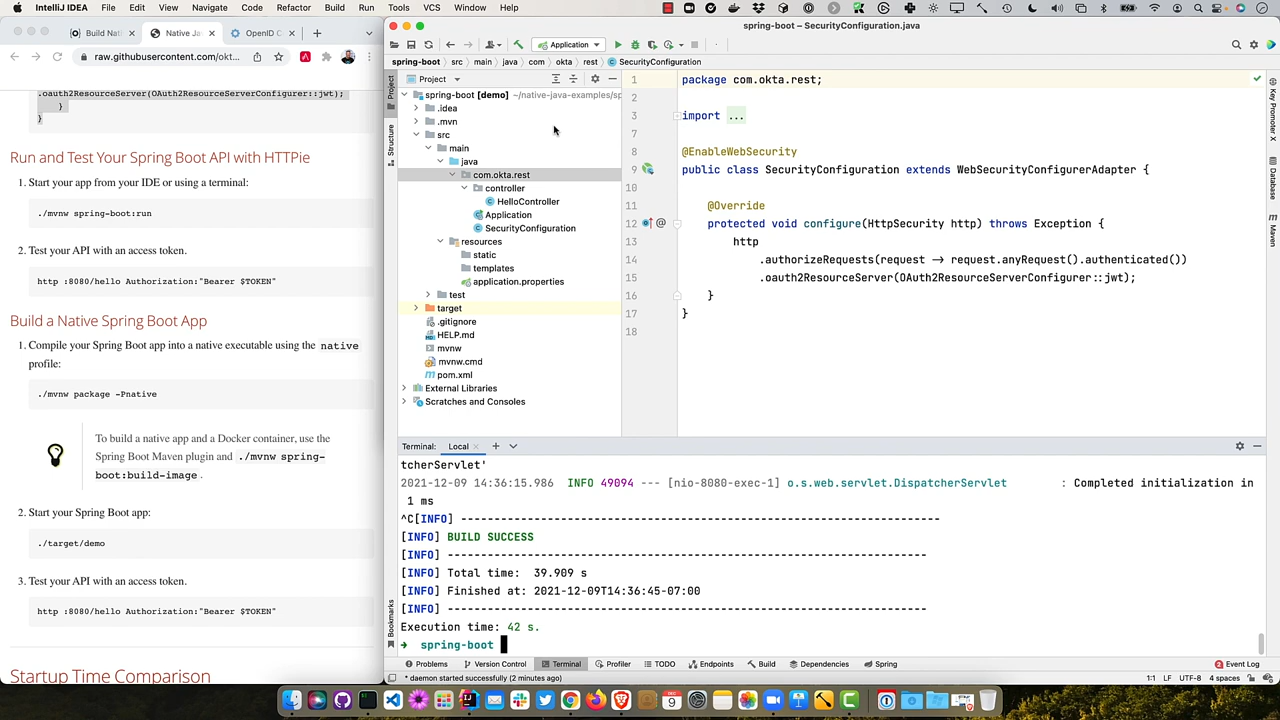 IntelliJ IDEA File Edit View Navigate Code Refactor Build Run Tools VCS Window Help
Build Nati
Native Ja
OpenID C
raw.githubusercontent.com/okt...
.oauth2ResourceServer(OAuth2ResourceServerConfigurer::jwt);
}
}
Run and Test Your Spring Boot API with HTTPie
1. Start your app from your IDE or using a terminal:
./mvnw spring-boot:run
2. Test your API with an access token.
http :8080/hello Authorization:"Bearer $TOKEN"
Build a Native Spring Boot App
1. Compile your Spring Boot app into a native executable using the native
profile:
./mvnw package -Pnative
To build a native app and a Docker container, use the
Spring Boot Maven plugin and ./mvnw spring-
boot:build-image.
2. Start your Spring Boot app:
./target/demo
3. Test your API with an access token.
http :8080/hello Authorization:"Bearer $TOKEN"
Startup Time Comparison
spring-boot – SecurityConfiguration.java
Application
spring-boot src main java com okta rest SecurityConfiguration
Project
Project
Structure
Bookmarks
spring-boot [demo] ~/native-java-examples/sp
.idea
.mvn
src
main
java
com.okta.rest
controller
HelloController
Application
SecurityConfiguration
resources
static
templates
application.properties
test
target
.gitignore
HELP.md
mvnw
mvnw.cmd
pom.xml
External Libraries
Scratches and Consoles
1 package com.okta.rest;
2
3 import ...
7
8 @EnableWebSecurity
9 public class SecurityConfiguration extends WebSecurityConfigurerAdapter {
10
11 @Override
12 @ protected void configure(HttpSecurity http) throws Exception {
13 http
14 .authorizeRequests(request -> request.anyRequest().authenticated())
15 .oauth2ResourceServer(OAuth2ResourceServerConfigurer::jwt);
16 }
17 }
18
Key Promoter X
Database
Maven
Terminal: Local
tcherServlet'
2021-12-09 14:36:15.986 INFO 49094 --- [nio-8080-exec-1] o.s.web.servlet.DispatcherServlet : Completed initialization in
1 ms
^C[INFO] ------------------------------------------------------------------------
[INFO] BUILD SUCCESS
[INFO] ------------------------------------------------------------------------
[INFO] Total time: 39.909 s
[INFO] Finished at: 2021-12-09T14:36:45-07:00
[INFO] ------------------------------------------------------------------------
Execution time: 42 s.
➜ spring-boot
Problems Version Control Terminal Profiler TODO Endpoints Build Dependencies Spring Event Log
* daemon started successfully (2 minutes ago) 1:1 LF UTF-8 4 spaces
DEC
9